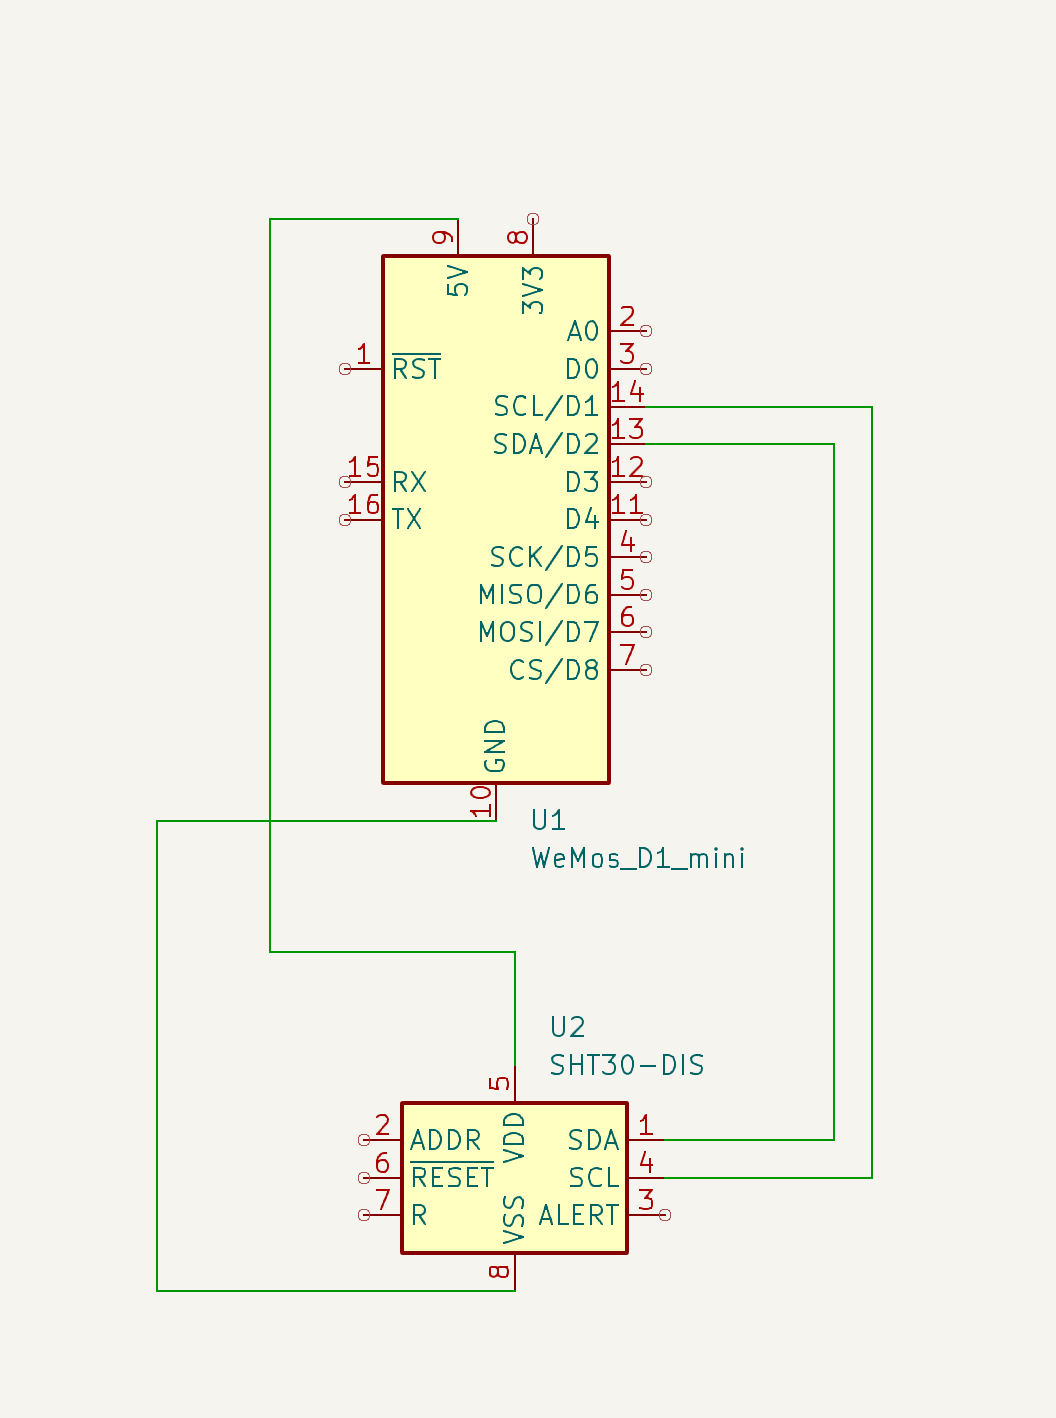 9
8
5V
3V3
A0
2
1
RST
D0
3
SCL/D1
14
SDA/D2
13
15
RX
D3
12
16
TX
D4
11
SCK/D5
4
MISO/D6
5
MOSI/D7
6
CS/D8
7
GND
10
U1
WeMos_D1_mini
U2
SHT30-DIS
5
VDD
2
ADDR
SDA
1
6
RESET
SCL
4
7
R
VSS
ALERT
3
8